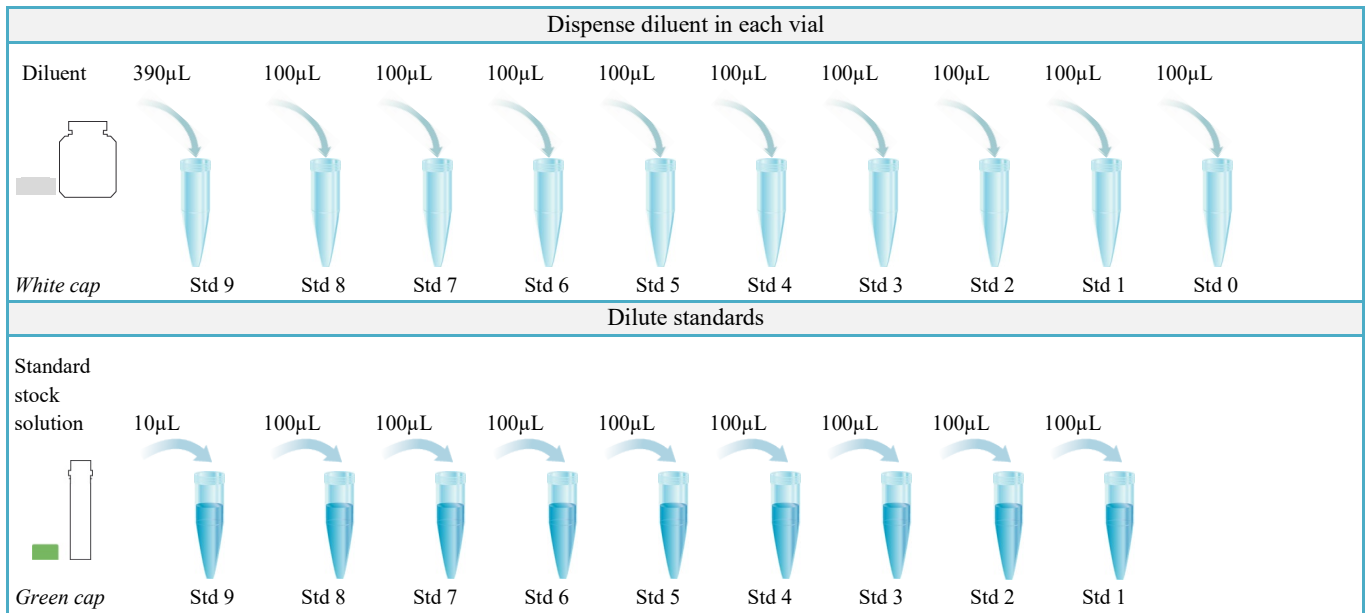 Dispense diluent in each vial
Diluent 390µL 100µL 100µL 100µL 100µL 100µL 100µL 100µL 100µL 100µL
White cap Std 9 Std 8 Std 7 Std 6 Std 5 Std 4 Std 3 Std 2 Std 1 Std 0
Dilute standards
Standard
stock
solution 10µL 100µL 100µL 100µL 100µL 100µL 100µL 100µL 100µL
Green cap Std 9 Std 8 Std 7 Std 6 Std 5 Std 4 Std 3 Std 2 Std 1